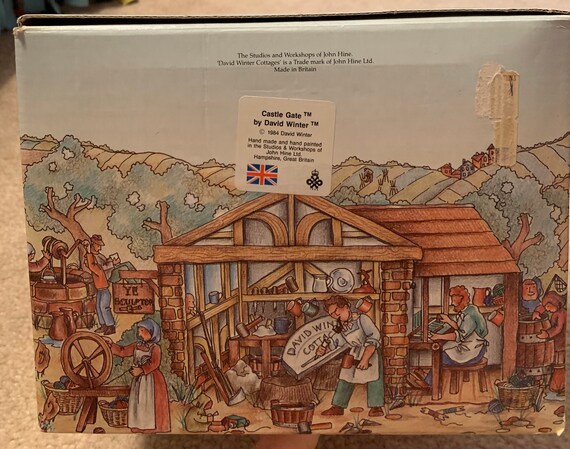 The Studios and Workshops of John Hine.
'David Winter Cottages' is a Trade mark of John Hine Ltd.
Made in Britain
Castle Gate ™
by David Winter ™
© 1984 David Winter
Hand made and hand painted
in the Studios & Workshops of
John Hine Ltd.
Hampshire, Great Britain
YE
SCULPTOR
DAVID WIN
COTT